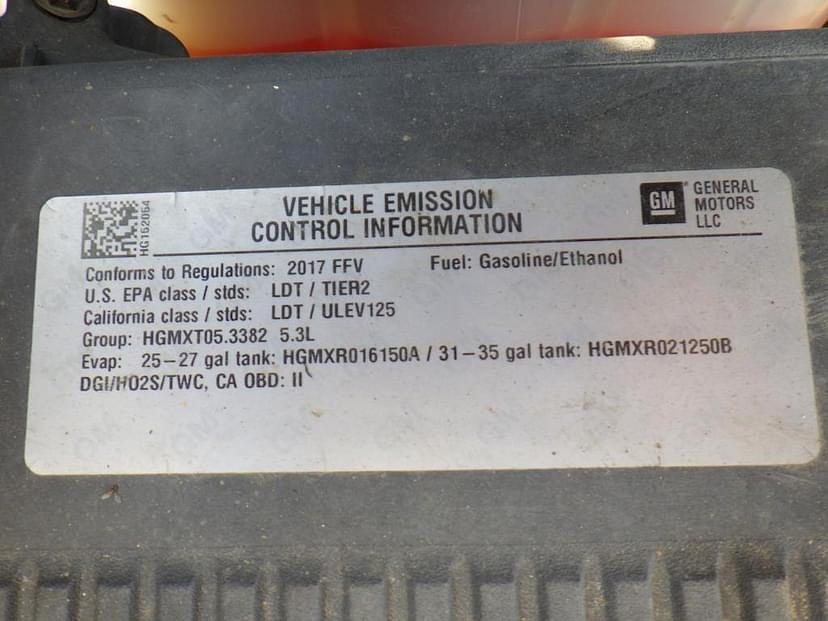 HG152054
VEHICLE EMISSION
CONTROL INFORMATION
GM
GENERAL
MOTORS
LLC
Conforms to Regulations: 2017 FFV
Fuel: Gasoline/Ethanol
U.S. EPA class / stds: LDT / TIER2
California class / stds: LDT / ULEV125
Group: HGMXT05.3382 5.3L
Evap: 25-27 gal tank: HGMXR016150A / 31-35 gal tank: HGMXR021250B
DGI/HO2S/TWC, CA OBD: II